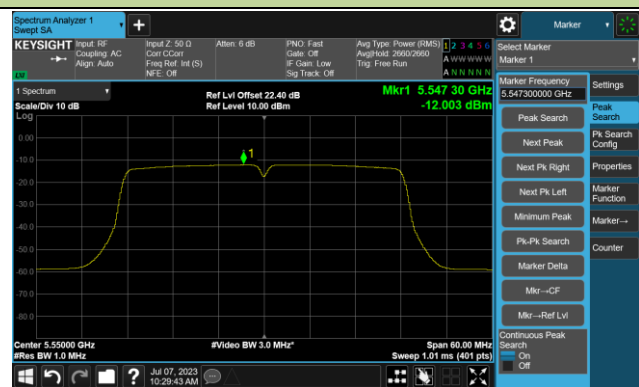 Spectrum Analyzer 1
Swept SA
+
Marker
KEYSIGHT
Input: RF
Coupling: AC
Align: Auto
Input Z: 50 Ω
Corr CCorr
Freq Ref: Int (S)
NFE: Off
Atten: 6 dB
PNO: Fast
Gate: Off
IF Gain: Low
Sig Track: Off
Avg Type: Power (RMS)
Avg|Hold: 2660/2660
Trig: Free Run
1 2 3 4 5 6
A W W W W W
A N N N N N
LW
Select Marker
Marker 1
1 Spectrum
Scale/Div 10 dB
Log
Ref Lvl Offset 22.40 dB
Ref Level 10.00 dBm
Mkr1 5.547 30 GHz
-12.003 dBm
0.00
-10.0
-20.0
-30.0
-40.0
-50.0
-60.0
-70.0
-80.0
1
Center 5.55000 GHz
#Res BW 1.0 MHz
#Video BW 3.0 MHz*
Span 60.00 MHz
Sweep 1.01 ms (401 pts)
Marker Frequency
5.547300000 GHz
Peak Search
Next Peak
Next Pk Right
Next Pk Left
Minimum Peak
Pk-Pk Search
Marker Delta
Mkr→CF
Mkr→Ref Lvl
Continuous Peak
Search
On
Off
Settings
Peak
Search
Pk Search
Config
Properties
Marker
Function
Marker→
Counter
?
Jul 07, 2023
10:29:43 AM